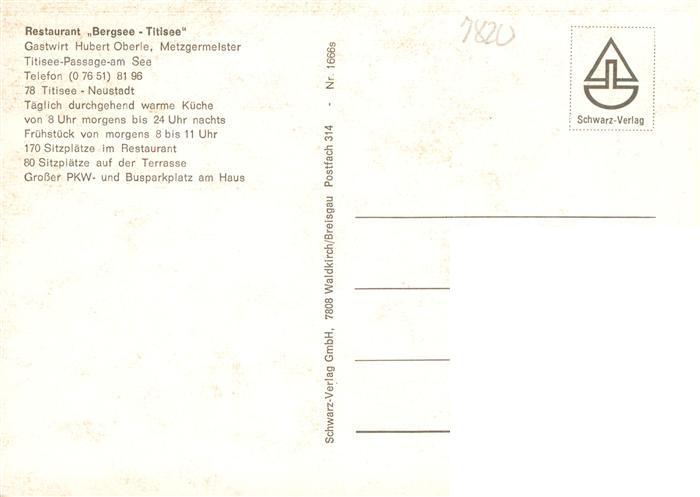 Restaurant „Bergsee - Titisee“
Gastwirt Hubert Oberle, Metzgermeister
Titisee-Passage-am See
Telefon (0 76 51) 81 96
78 Titisee - Neustadt
Täglich durchgehend warme Küche
von 8 Uhr morgens bis 24 Uhr nachts
Frühstück von morgens 8 bis 11 Uhr
170 Sitzplätze im Restaurant
80 Sitzplätze auf der Terrasse
Großer PKW- und Busparkplatz am Haus
Schwarz-Verlag GmbH, 7808 Waldkirch/Breisgau Postfach 314 - Nr. 1666s
7820
Schwarz-Verlag